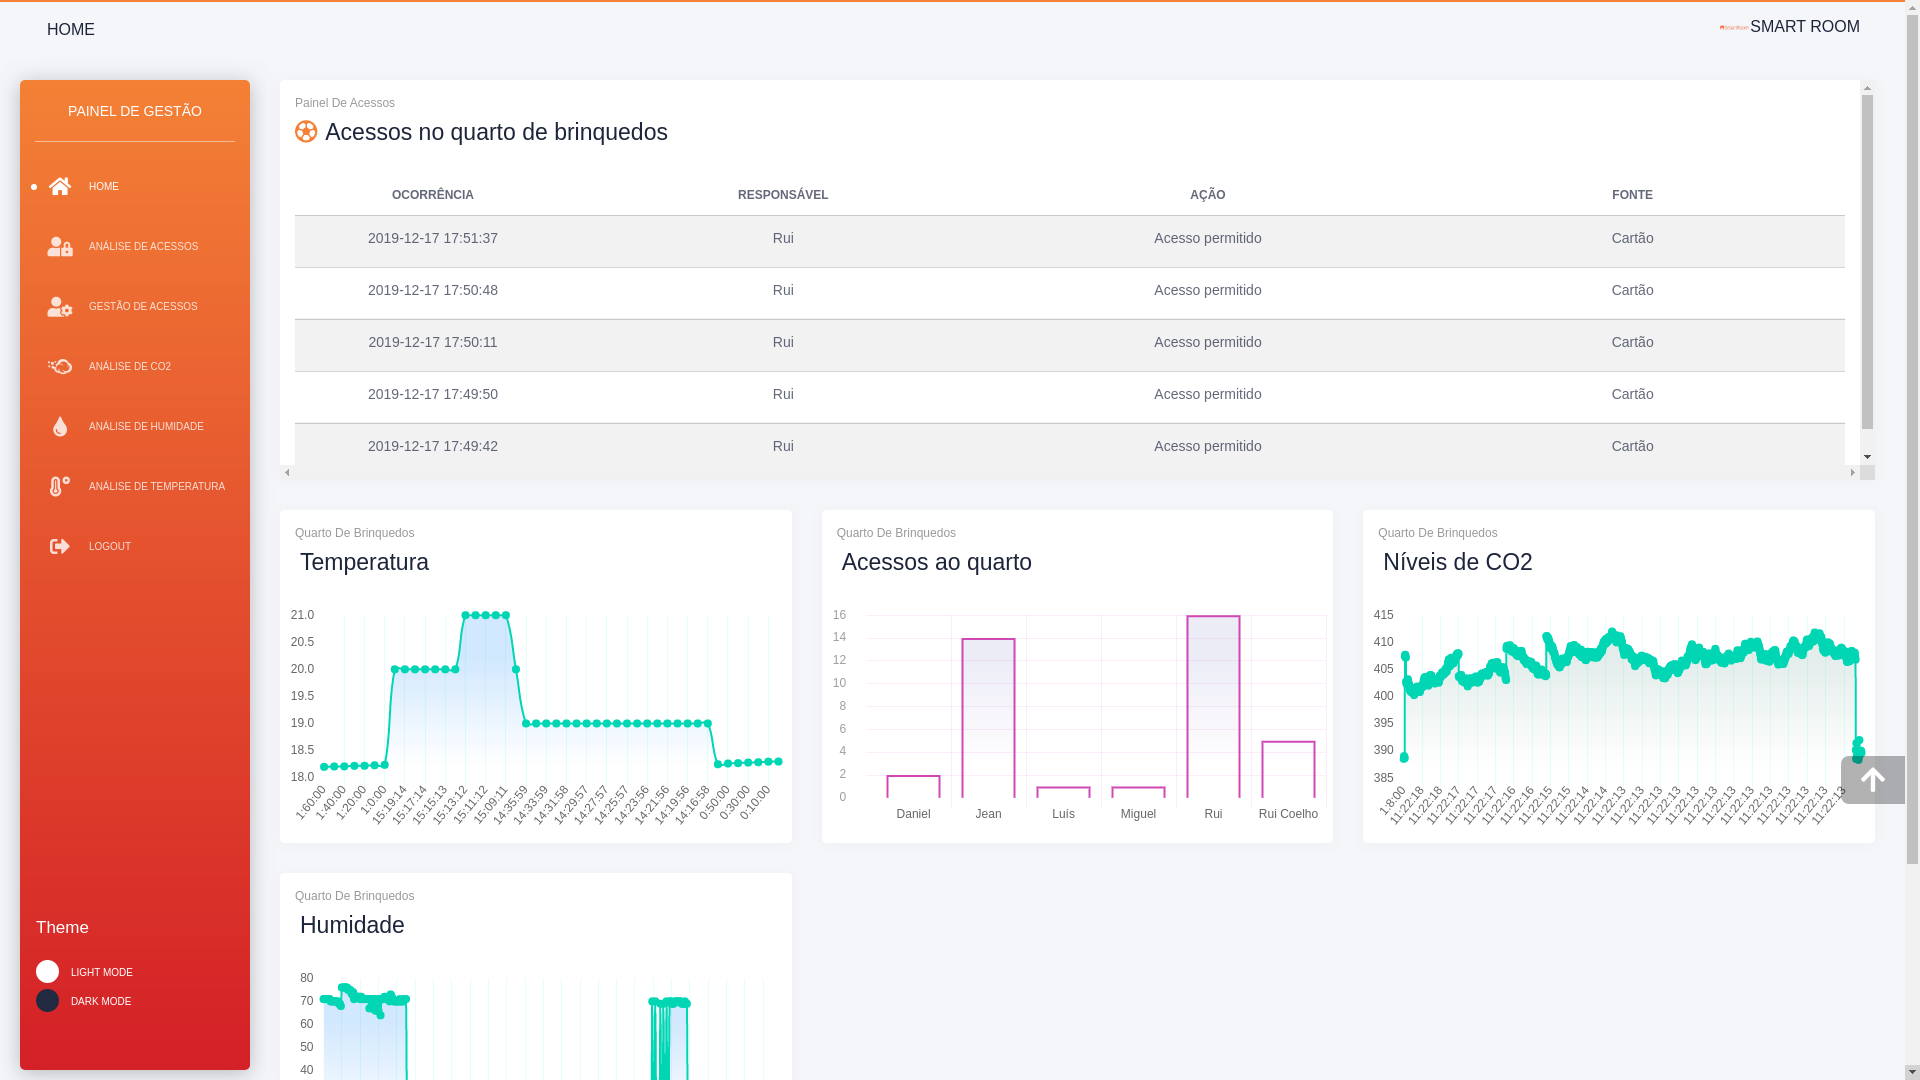 HOME
SMART ROOM
PAINEL DE GESTÃO
HOME
ANÁLISE DE ACESSOS
GESTÃO DE ACESSOS
ANÁLISE DE CO2
ANÁLISE DE HUMIDADE
ANÁLISE DE TEMPERATURA
LOGOUT
Theme
LIGHT MODE
DARK MODE
Painel De Acessos
Acessos no quarto de brinquedos
OCORRÊNCIA RESPONSÁVEL AÇÃO FONTE
2019-12-17 17:51:37 Rui Acesso permitido Cartão
2019-12-17 17:50:48 Rui Acesso permitido Cartão
2019-12-17 17:50:11 Rui Acesso permitido Cartão
2019-12-17 17:49:50 Rui Acesso permitido Cartão
2019-12-17 17:49:42 Rui Acesso permitido Cartão
Quarto De Brinquedos
Temperatura
21.0
20.5
20.0
19.5
19.0
18.5
18.0
1:60:00
1:40:00
1:20:00
1:0:00
15:19:14
15:17:14
15:15:13
15:13:12
15:11:12
15:09:11
14:35:59
14:33:59
14:31:58
14:29:57
14:27:57
14:25:57
14:23:56
14:21:56
14:19:56
14:16:58
0:50:00
0:30:00
0:10:00
Quarto De Brinquedos
Acessos ao quarto
16
14
12
10
8
6
4
2
0
Daniel Jean Luís Miguel Rui Rui Coelho
Quarto De Brinquedos
Níveis de CO2
415
410
405
400
395
390
385
1:8:00
11:22:18
11:22:18
11:22:17
11:22:17
11:22:17
11:22:16
11:22:16
11:22:15
11:22:15
11:22:14
11:22:14
11:22:13
11:22:13
11:22:13
11:22:13
11:22:13
11:22:13
11:22:13
11:22:13
11:22:13
11:22:13
11:22:13
11:22:13
11:22:13
Quarto De Brinquedos
Humidade
80
70
60
50
40